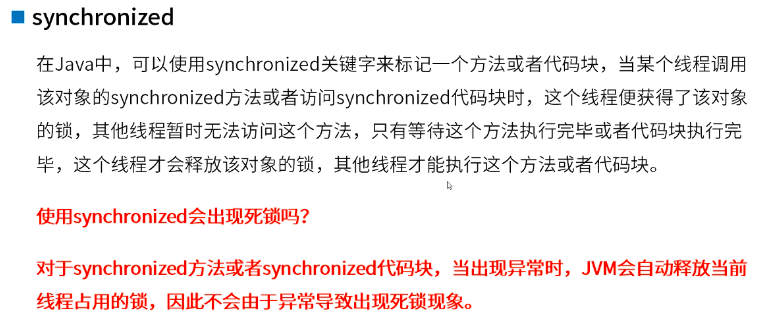 synchronized
在Java中，可以使用synchronized关键字来标记一个方法或者代码块，当某个线程调用
该对象的synchronized方法或者访问synchronized代码块时，这个线程便获得了该对象
的锁，其他线程暂时无法访问这个方法，只有等待这个方法执行完毕或者代码块执行完
毕，这个线程才会释放该对象的锁，其他线程才能执行这个方法或者代码块。
使用synchronized会出现死锁吗？
对于synchronized方法或者synchronized代码块，当出现异常时，JVM会自动释放当前
线程占用的锁，因此不会由于异常导致出现死锁现象。